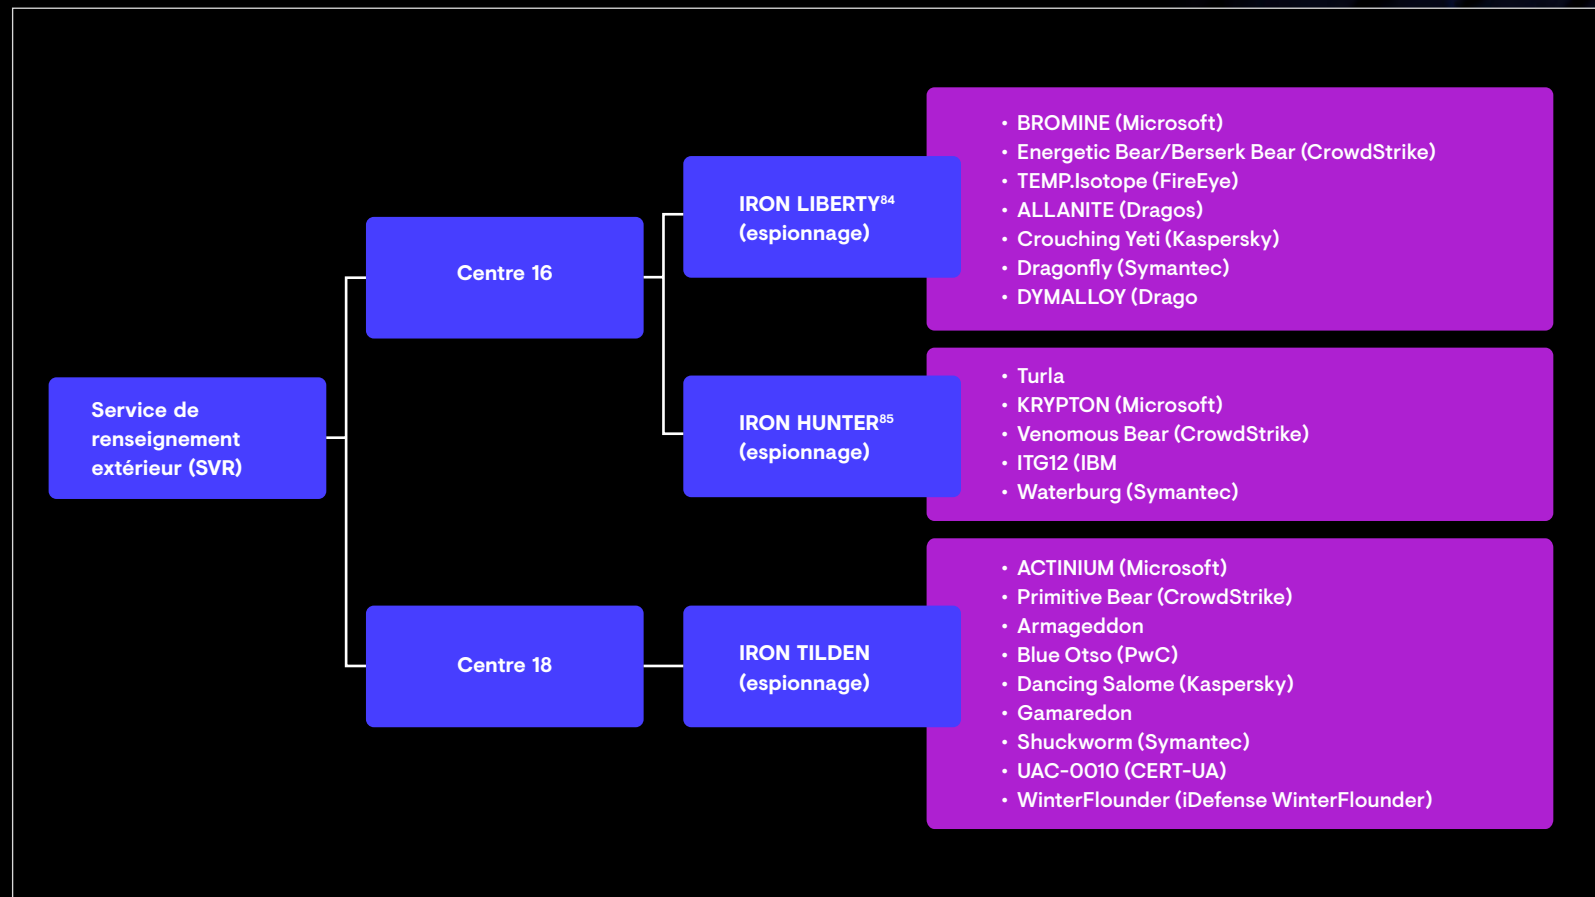 Service de
renseignement
extérieur (SVR)
Centre 16
IRON LIBERTY⁸⁴
(espionnage)
• BROMINE (Microsoft)
• Energetic Bear/Berserk Bear (CrowdStrike)
• TEMP.Isotope (FireEye)
• ALLANITE (Dragos)
• Crouching Yeti (Kaspersky)
• Dragonfly (Symantec)
• DYMALLOY (Drago
IRON HUNTER⁸⁵
(espionnage)
• Turla
• KRYPTON (Microsoft)
• Venomous Bear (CrowdStrike)
• ITG12 (IBM
• Waterburg (Symantec)
Centre 18
IRON TILDEN
(espionnage)
• ACTINIUM (Microsoft)
• Primitive Bear (CrowdStrike)
• Armageddon
• Blue Otso (PwC)
• Dancing Salome (Kaspersky)
• Gamaredon
• Shuckworm (Symantec)
• UAC-0010 (CERT-UA)
• WinterFlounder (iDefense WinterFlounder)